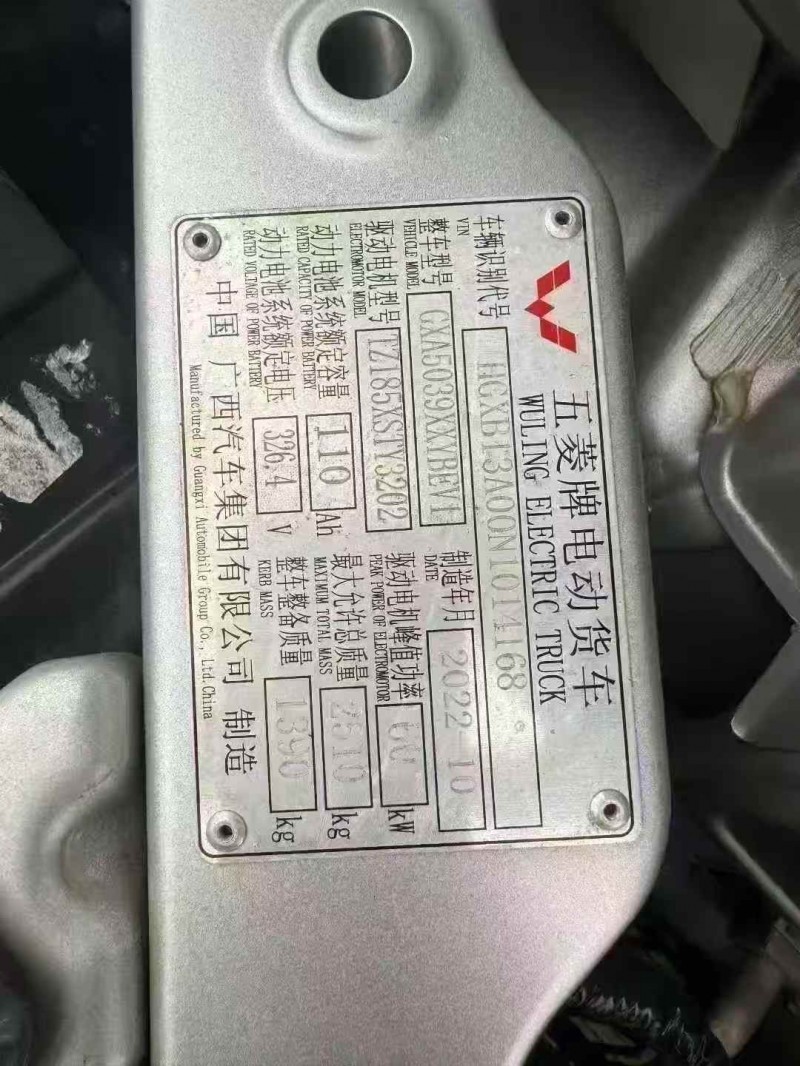 五菱牌电动货车
WULING ELECTRIC TRUCK
车辆识别代号 HGXB13A00N1014168
VIN
整车型号 GXA5039XXYBEV1 制造年月 2022-10
VEHICLE MODEL DATE
驱动电机型号 TZ185XSTY3202 驱动电机峰值功率 60 kW
ELECTROMOTOR MODEL PEAK POWER OF ELECTROMOTOR
动力电池系统额定容量 110 Ah 最大允许总质量 2510 kg
RATED CAPACITY OF POWER BATTERY MAXIMUM TOTAL MASS
动力电池系统额定电压 326.4 V 整车整备质量 1390 kg
RATED VOLTAGE OF POWER BATTERY KERB MASS
中国 广西汽车集团有限公司 制造
Manufactured by Guangxi Automobile Group Co., Ltd.China